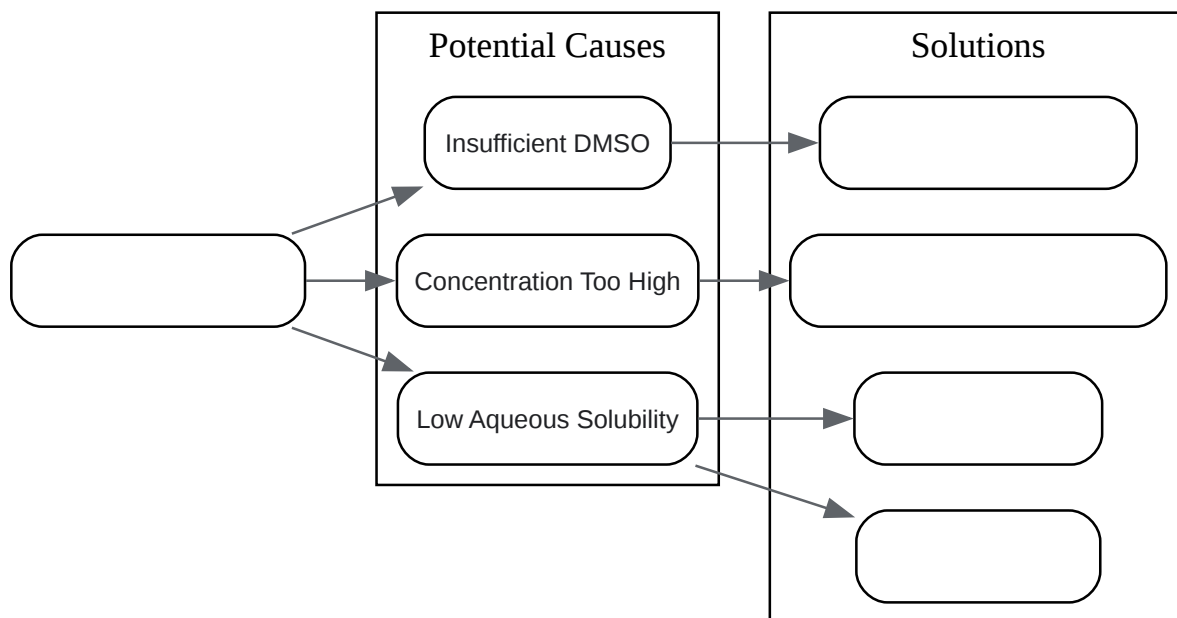 Potential Causes
Solutions
Insufficient DMSO
Concentration Too High
Low Aqueous Solubility